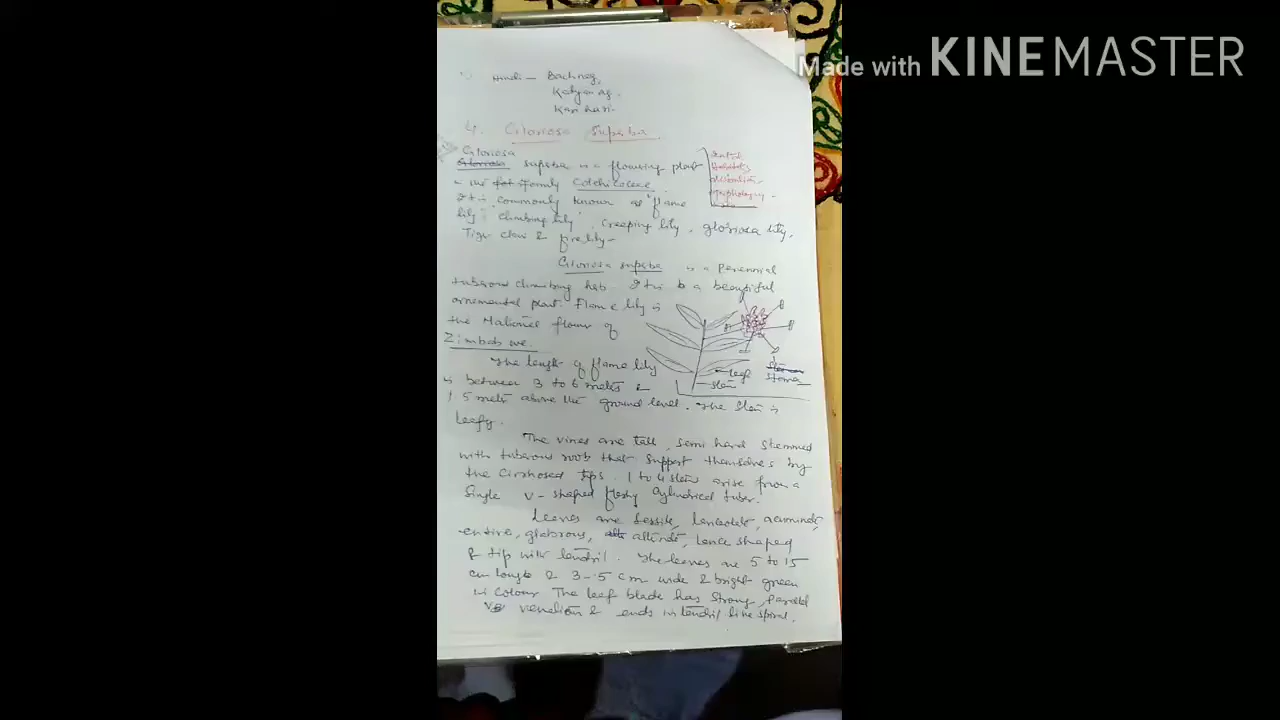 Made with KINEMASTER
Hindi - Bachnag,
Kalyan ag.
Kari hari-
4. Gloriosa Superba
Gloriosa
superba is a flowering plant
family Colchicaceae
It is commonly known as "flame
lily", climbing lily, Creeping lily, gloriosa lily,
Tiger claw & fire lily-
Gloriosa superba is a Perennial
tuberous climbing herb. It is a beautiful
ornamental plant. Flame lily is
the National flower of
Zimbabwe.
The length of flame lily
is between 3 to 6 meters &
1.5 meter above the ground level. The Stem is
leafy.
leaf
stem
The vines are tall, semi hard stemmed
with tuberous roots that support themselves by
the Cirrhosed tips. 1 to 4 stem arise from a
Single V-shaped fleshy cylindrical tuber.
Leaves are Sessile, lanceolate, acuminate,
entire, glabrous, alternate, lance shaped
& tip with tendril. The leaves are 5 to 15
cm long & 3-5 cm wide & bright green
in Colour. The leaf blade has Strong, parallel
venation & ends in tendril like spiral.